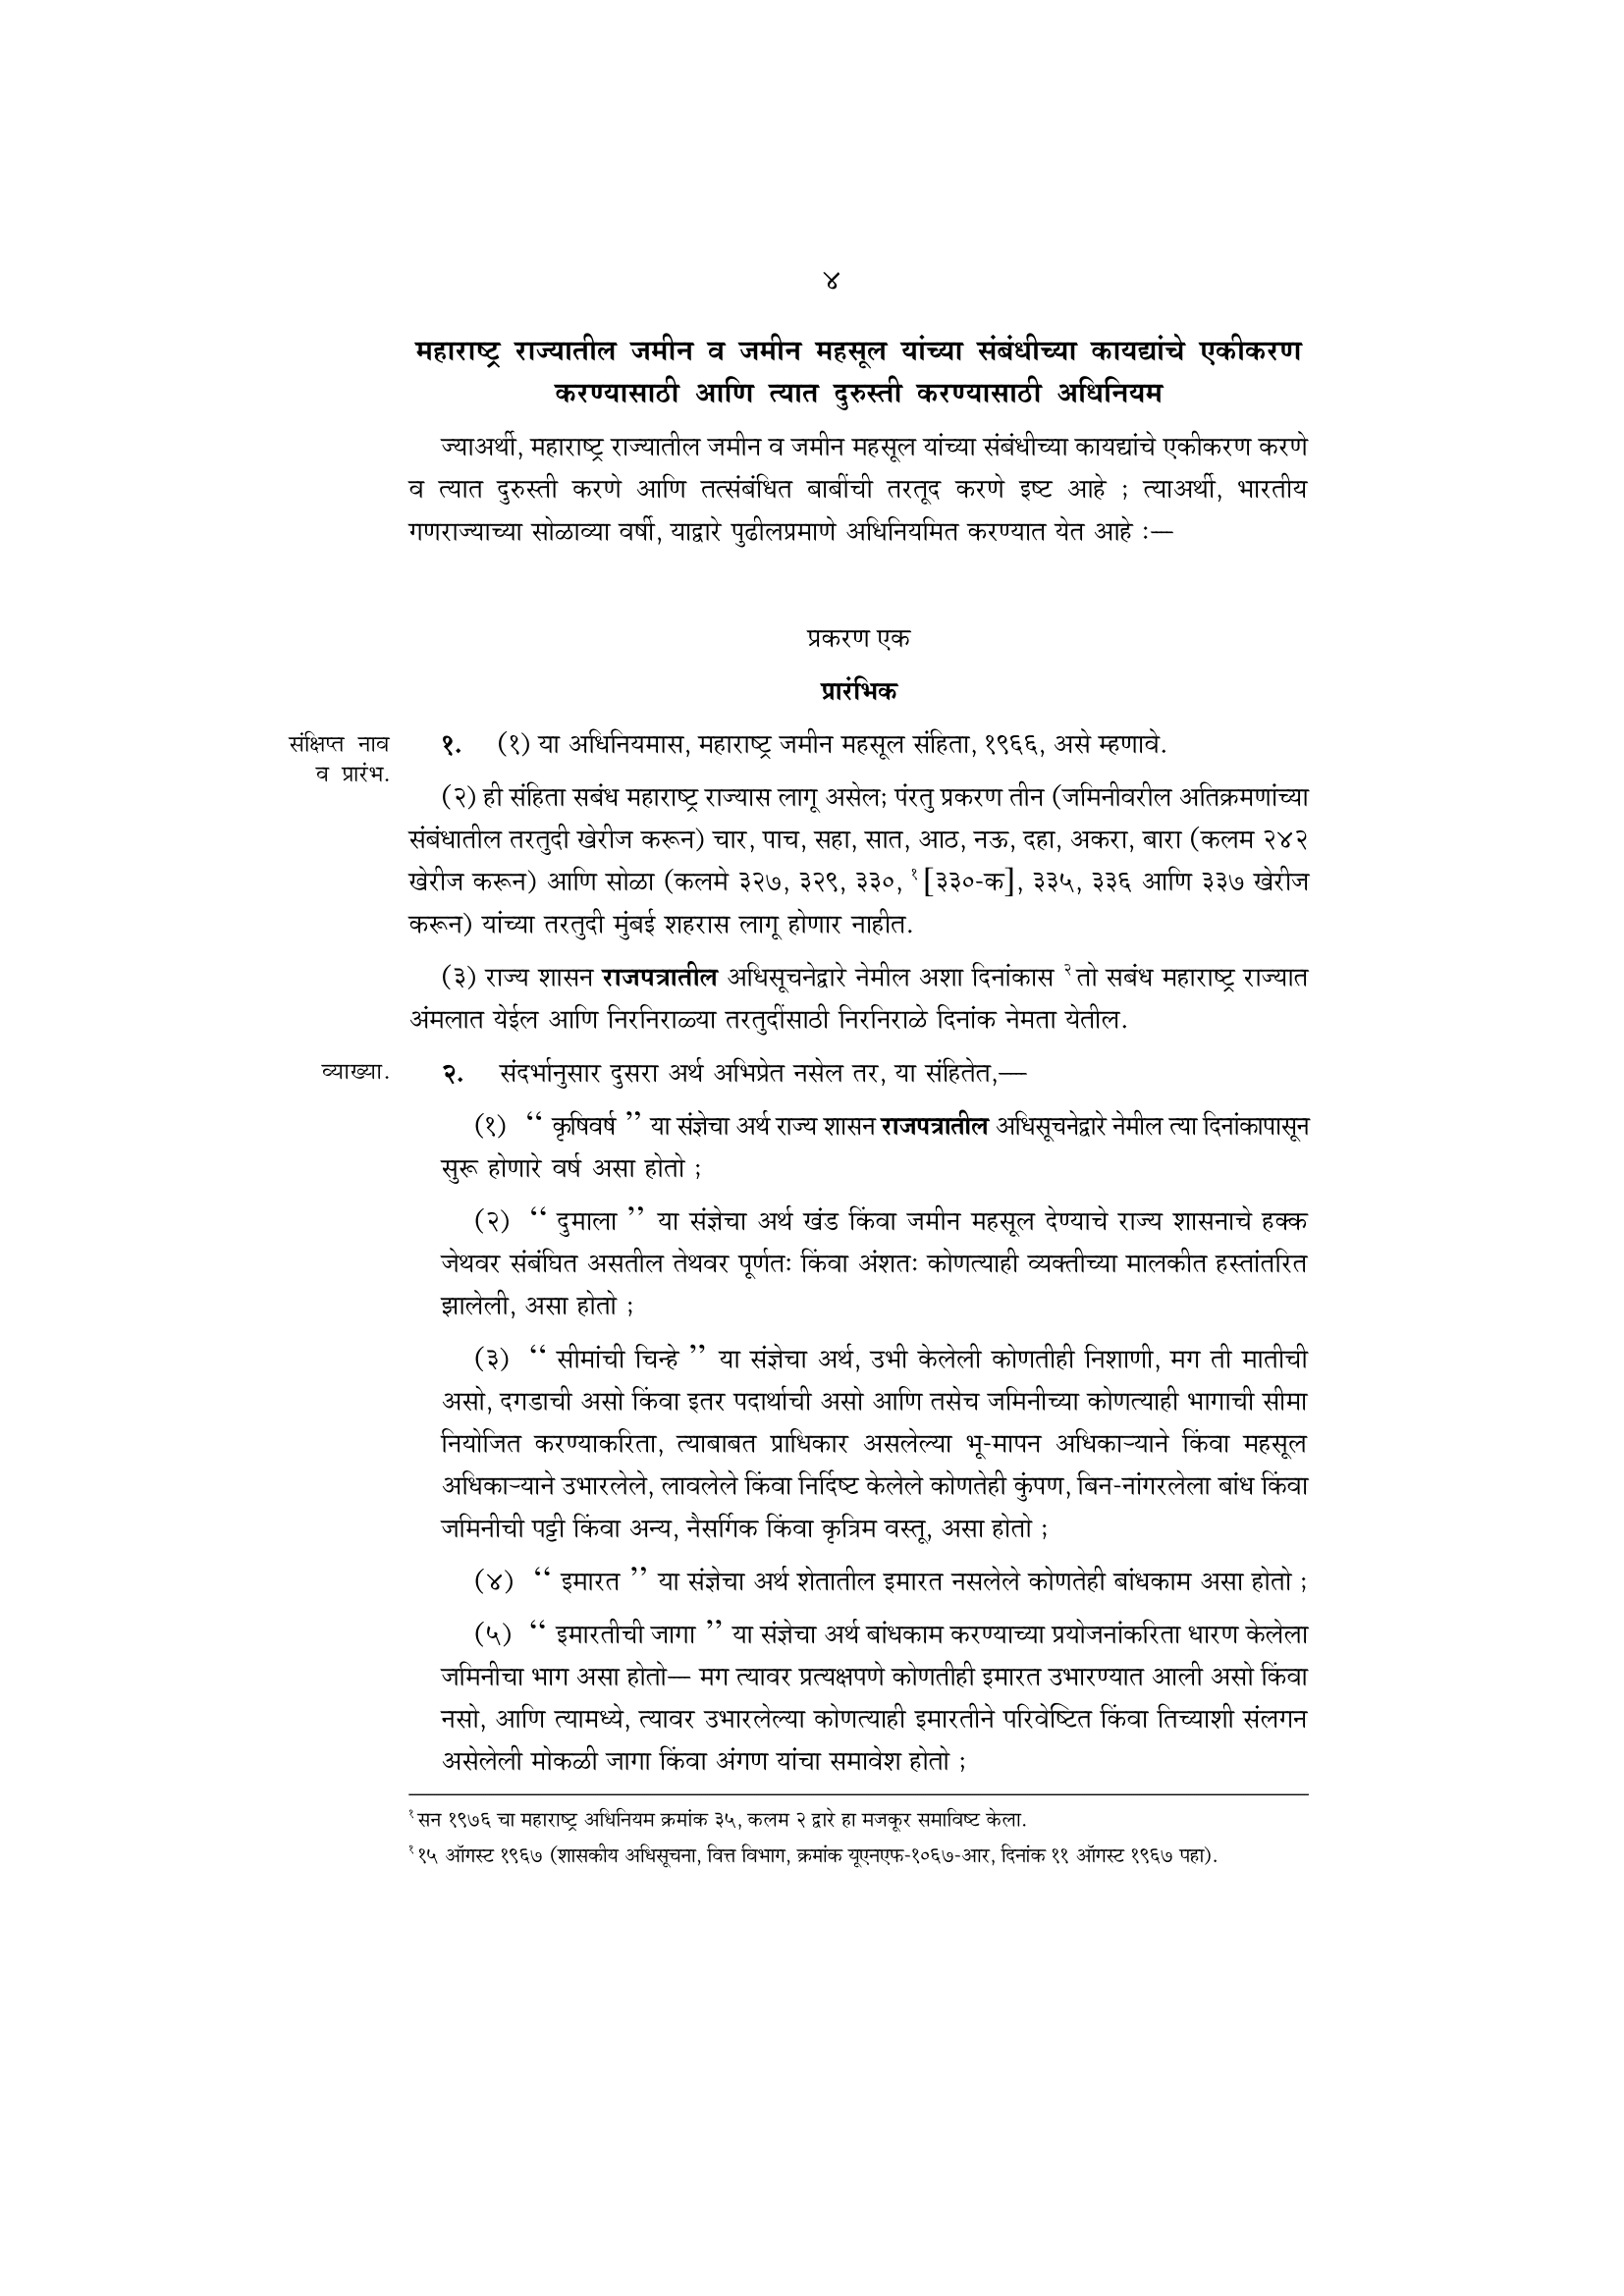 ४
महाराष्ट्र राज्यातील जमीन व जमीन महसूल यांच्या संबंधीच्या कायद्यांचे एकीकरण
करण्यासाठी आणि त्यात दुरुस्ती करण्यासाठी अधिनियम
ज्याअर्थी, महाराष्ट्र राज्यातील जमीन व जमीन महसूल यांच्या संबंधीच्या कायद्यांचे एकीकरण करणे
व त्यात दुरुस्ती करणे आणि तत्संबंधित बाबींची तरतूद करणे इष्ट आहे ; त्याअर्थी, भारतीय
गणराज्याच्या सोळाव्या वर्षी, याद्वारे पुढीलप्रमाणे अधिनियमित करण्यात येत आहे :—
प्रकरण एक
प्रारंभिक
संक्षिप्त नाव
व प्रारंभ.
१. (१) या अधिनियमास, महाराष्ट्र जमीन महसूल संहिता, १९६६, असे म्हणावे.
(२) ही संहिता सबंध महाराष्ट्र राज्यास लागू असेल; पंरतु प्रकरण तीन (जमिनीवरील अतिक्रमणांच्या
संबंधातील तरतुदी खेरीज करून) चार, पाच, सहा, सात, आठ, नऊ, दहा, अकरा, बारा (कलम २४२
खेरीज करून) आणि सोळा (कलमे ३२७, ३२९, ३३०, १[३३०-क], ३३५, ३३६ आणि ३३७ खेरीज
करून) यांच्या तरतुदी मुंबई शहरास लागू होणार नाहीत.
(३) राज्य शासन राजपत्रातील अधिसूचनेद्वारे नेमील अशा दिनांकास २तो सबंध महाराष्ट्र राज्यात
अंमलात येईल आणि निरनिराळ्या तरतुदींसाठी निरनिराळे दिनांक नेमता येतील.
व्याख्या.
२. संदर्भानुसार दुसरा अर्थ अभिप्रेत नसेल तर, या संहितेत,—
(१) “ कृषिवर्ष ” या संज्ञेचा अर्थ राज्य शासन राजपत्रातील अधिसूचनेद्वारे नेमील त्या दिनांकापासून
सुरू होणारे वर्ष असा होतो ;
(२) “ दुमाला ” या संज्ञेचा अर्थ खंड किंवा जमीन महसूल देण्याचे राज्य शासनाचे हक्क
जेथवर संबंघित असतील तेथवर पूर्णतः किंवा अंशतः कोणत्याही व्यक्तीच्या मालकीत हस्तांतरित
झालेली, असा होतो ;
(३) “ सीमांची चिन्हे ” या संज्ञेचा अर्थ, उभी केलेली कोणतीही निशाणी, मग ती मातीची
असो, दगडाची असो किंवा इतर पदार्थाची असो आणि तसेच जमिनीच्या कोणत्याही भागाची सीमा
नियोजित करण्याकरिता, त्याबाबत प्राधिकार असलेल्या भू-मापन अधिकाऱ्याने किंवा महसूल
अधिकाऱ्याने उभारलेले, लावलेले किंवा निर्दिष्ट केलेले कोणतेही कुंपण, बिन-नांगरलेला बांध किंवा
जमिनीची पट्टी किंवा अन्य, नैसर्गिक किंवा कृत्रिम वस्तू, असा होतो ;
(४) “ इमारत ” या संज्ञेचा अर्थ शेतातील इमारत नसलेले कोणतेही बांधकाम असा होतो ;
(५) “ इमारतीची जागा ” या संज्ञेचा अर्थ बांधकाम करण्याच्या प्रयोजनांकरिता धारण केलेला
जमिनीचा भाग असा होतो— मग त्यावर प्रत्यक्षपणे कोणतीही इमारत उभारण्यात आली असो किंवा
नसो, आणि त्यामध्ये, त्यावर उभारलेल्या कोणत्याही इमारतीने परिवेष्टित किंवा तिच्याशी संलगन
असेलेली मोकळी जागा किंवा अंगण यांचा समावेश होतो ;
१ सन १९७६ चा महाराष्ट्र अधिनियम क्रमांक ३५, कलम २ द्वारे हा मजकूर समाविष्ट केला.
१ १५ ऑगस्ट १९६७ (शासकीय अधिसूचना, वित्त विभाग, क्रमांक यूएनएफ-१०६७-आर, दिनांक ११ ऑगस्ट १९६७ पहा).